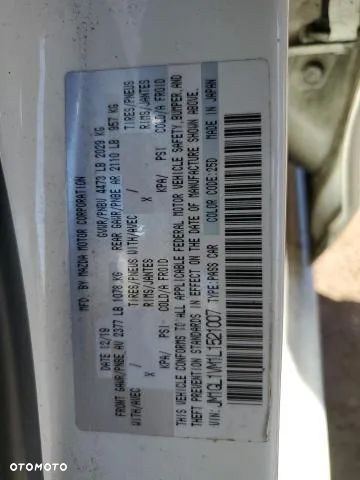 MFD. BY MAZDA MOTOR CORPORATION
DATE 12/19 GVWR/PNBV 4473 LB 2029 KG
FRONT GAWR/PNBE AV 2377 LB 1078 KG REAR GAWR/PNBE AR 2110 LB 957 KG
WITH/AVEC / TIRES/PNEUS WITH/AVEC / TIRES/PNEUS
X RIMS/JANTES X RIMS/JANTES
KPA/ PSI COLD/A FROID KPA/ PSI COLD/A FROID
THIS VEHICLE CONFORMS TO ALL APPLICABLE FEDERAL MOTOR VEHICLE SAFETY, BUMPER, AND
THEFT PREVENTION STANDARDS IN EFFECT ON THE DATE OF MANUFACTURE SHOWN ABOVE.
VIN: JM1GL1VM1L1521007 TYPE:PASS CAR COLOR CODE:25D MADE IN JAPAN
OTOMOTO